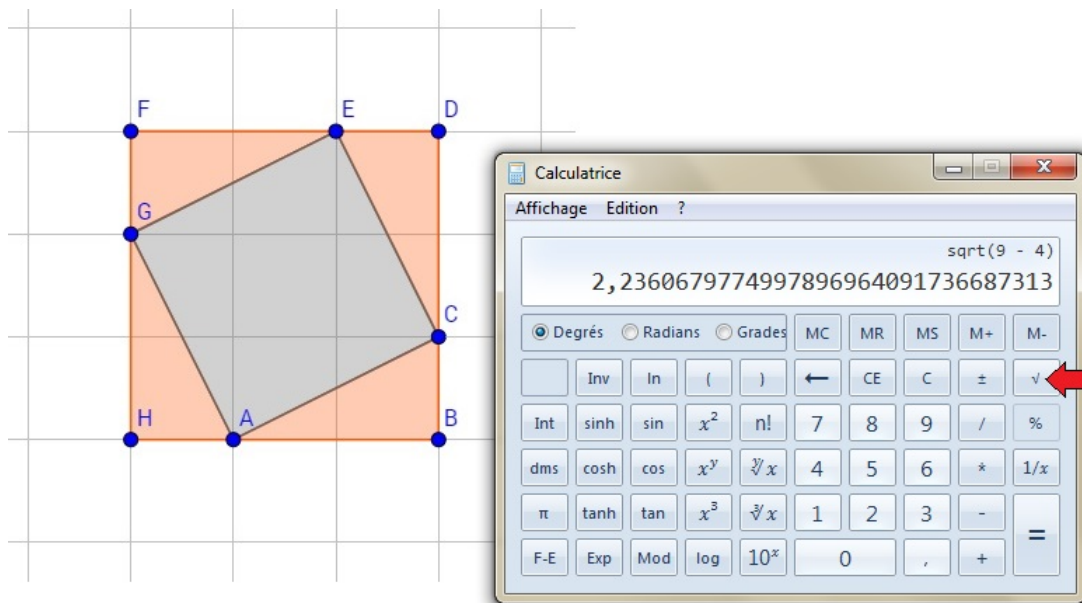 F E D
G
C
H A B
Calculatrice
Affichage Edition ?
sqrt(9 - 4)
2,2360679774997896964091736687313
Degrés Radians Grades MC MR MS M+ M-
Inv ln ( ) ← CE C ± √
Int sinh sin x² n! 7 8 9 / %
dms cosh cos xʸ ʸ√x 4 5 6 * 1/x
π tanh tan x³ ³√x 1 2 3 - =
F-E Exp Mod log 10ˣ 0 , +